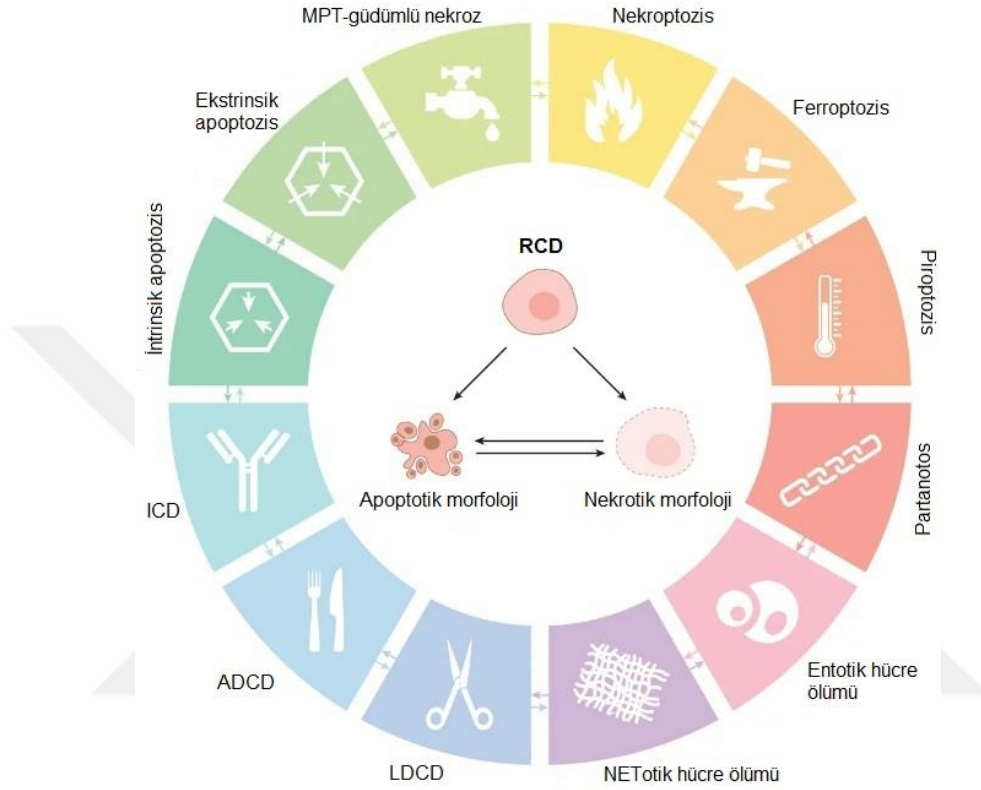 MPT-güdümlü nekroz
Nekroptozis
Ekstrinsik
apoptozis
Ferroptozis
İntrinsik apoptozis
RCD
Piroptozis
Apoptotik morfoloji
Nekrotik morfoloji
ICD
Partanotos
ADCD
Entotik hücre
ölümü
LDCD
NETotik hücre ölümü